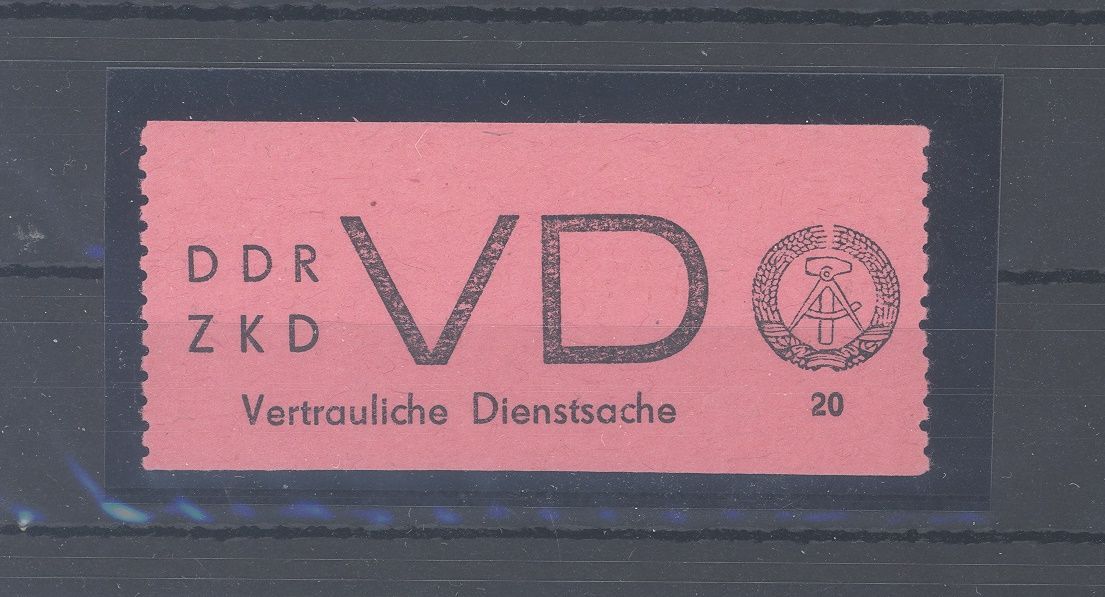 DDR
ZKD
VD
Vertrauliche Dienstsache
20